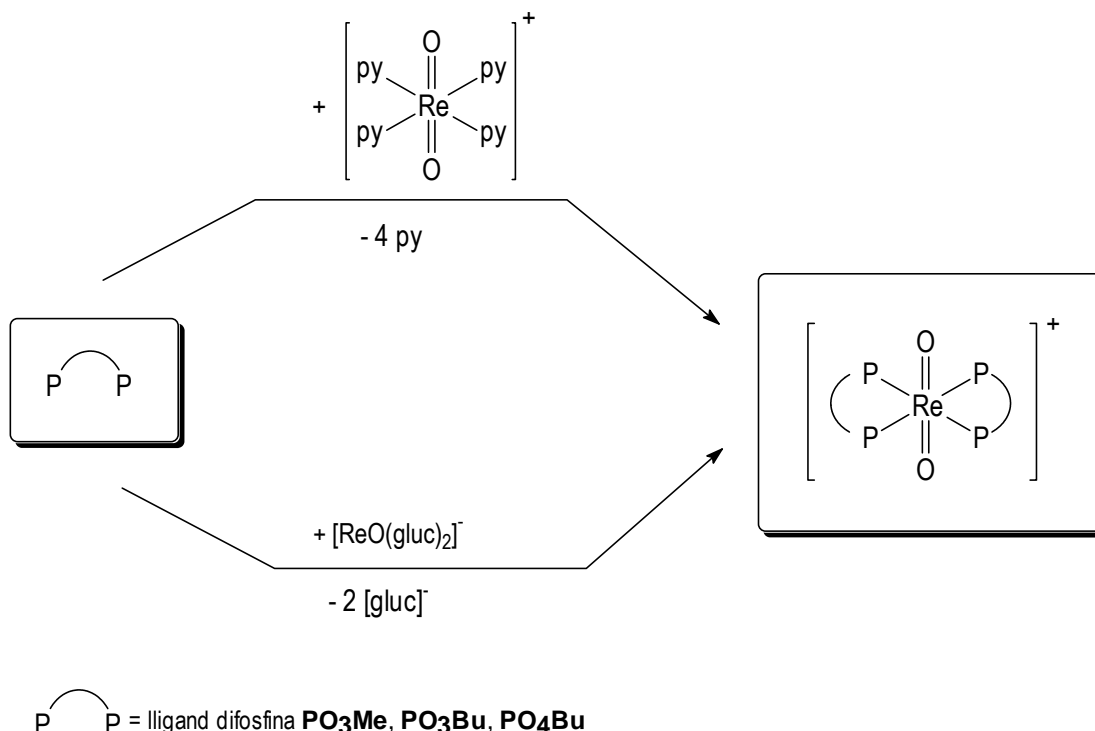 +
O
py py
Re
py py
O
+
- 4 py
P P
+
O
P P
Re
P P
O
+ [ReO(gluc)₂]⁻
- 2 [gluc]⁻
P P = lligand difosfina PO₃Me, PO₃Bu, PO₄Bu